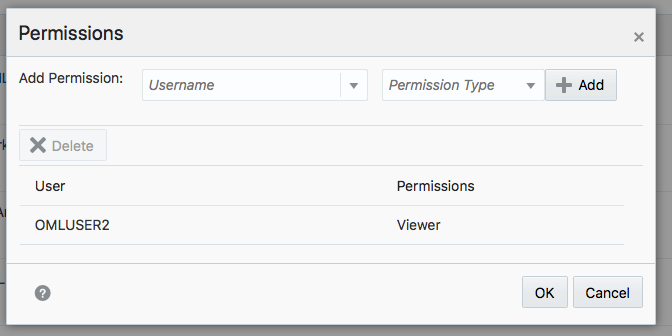 Permissions
Add Permission: Username Permission Type Add
Delete
User Permissions
OMLUSER2 Viewer
OK Cancel